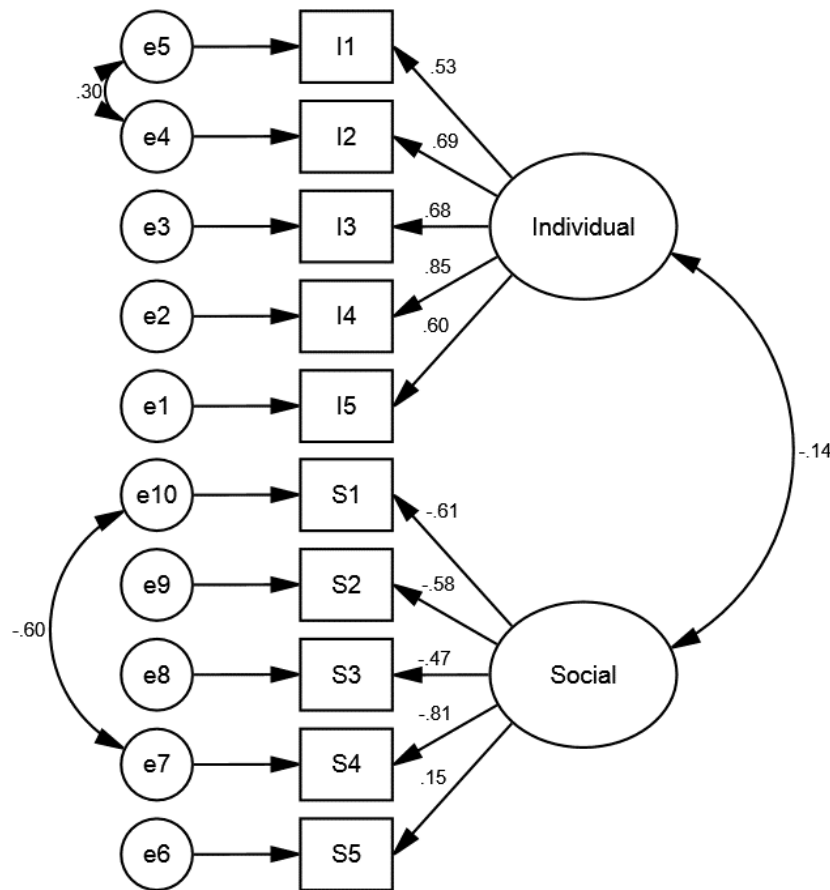 e5
I1
.53
.30
e4
I2
.69
e3
I3
.68
Individual
e2
I4
.85
.60
e1
I5
-.14
e10
S1
-.61
e9
S2
-.58
-.60
e8
S3
-.47
Social
-.81
e7
S4
.15
e6
S5